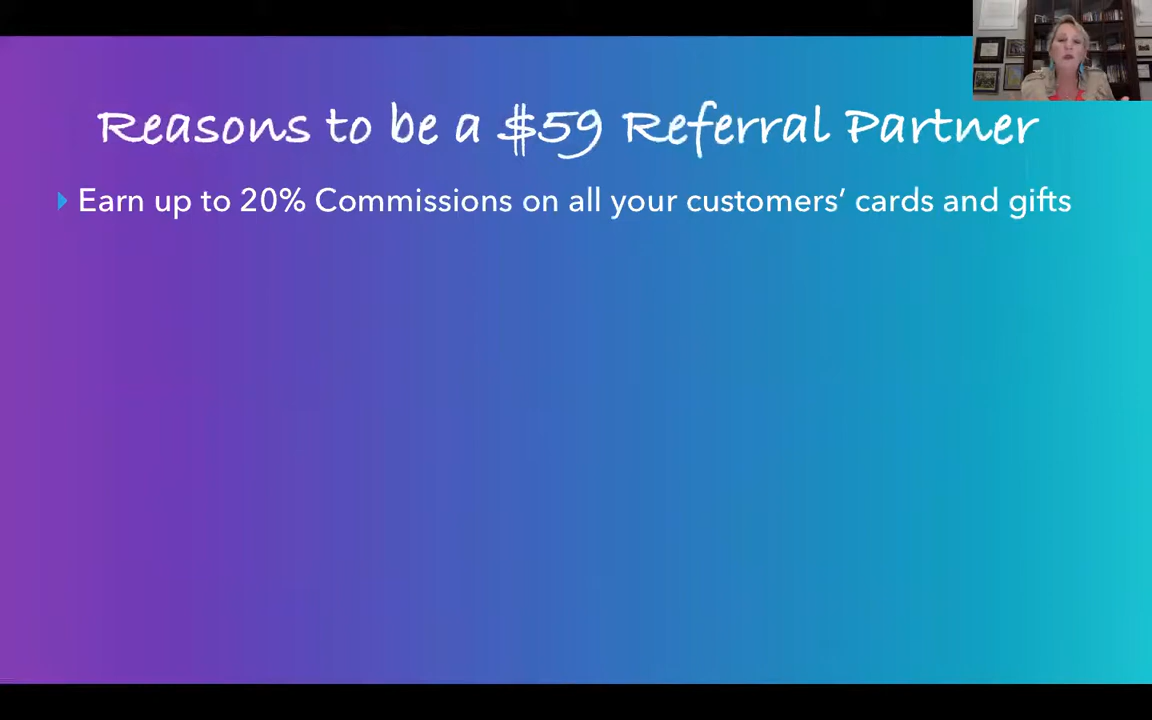 Reasons to be a $59 Referral Partner
Earn up to 20% Commissions on all your customers’ cards and gifts